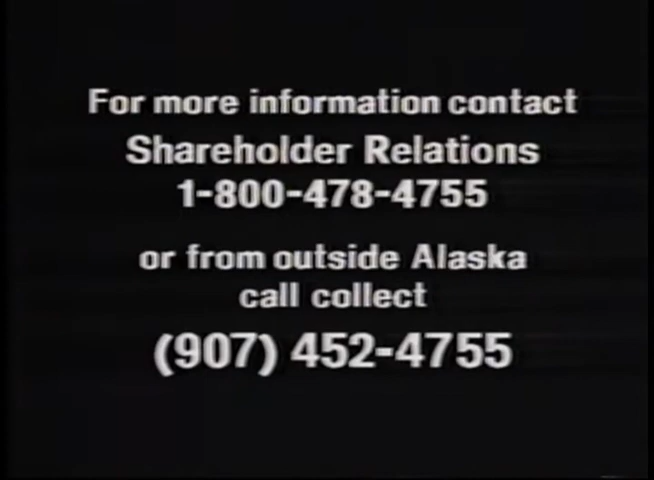 For more information contact
Shareholder Relations
1-800-478-4755
or from outside Alaska
call collect
(907) 452-4755